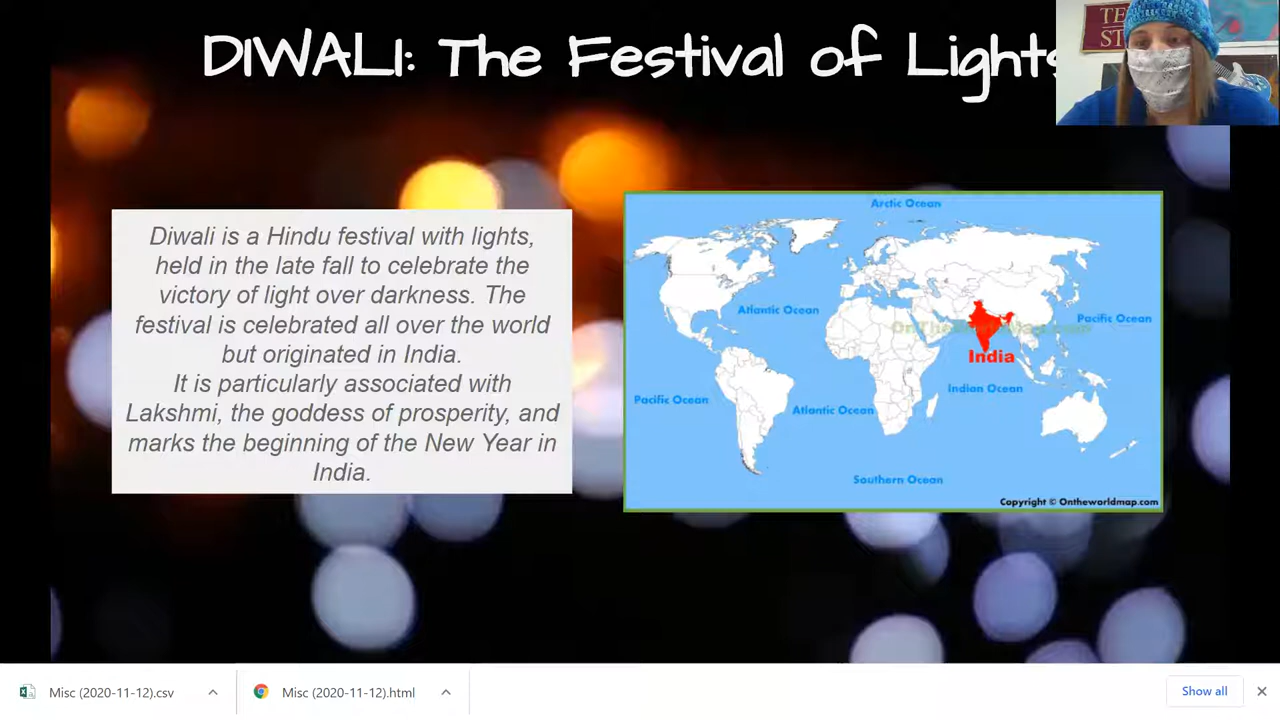 DIWALI: The Festival of Lights
TE
ST
Diwali is a Hindu festival with lights,
held in the late fall to celebrate the
victory of light over darkness. The
festival is celebrated all over the world
but originated in India.
It is particularly associated with
Lakshmi, the goddess of prosperity, and
marks the beginning of the New Year in
India.
Arctic Ocean
Atlantic Ocean
Pacific Ocean
OnTheWorldMap.com
India
Indian Ocean
Pacific Ocean
Atlantic Ocean
Southern Ocean
Copyright © Ontheworldmap.com
Misc (2020-11-12).csv
Misc (2020-11-12).html
Show all